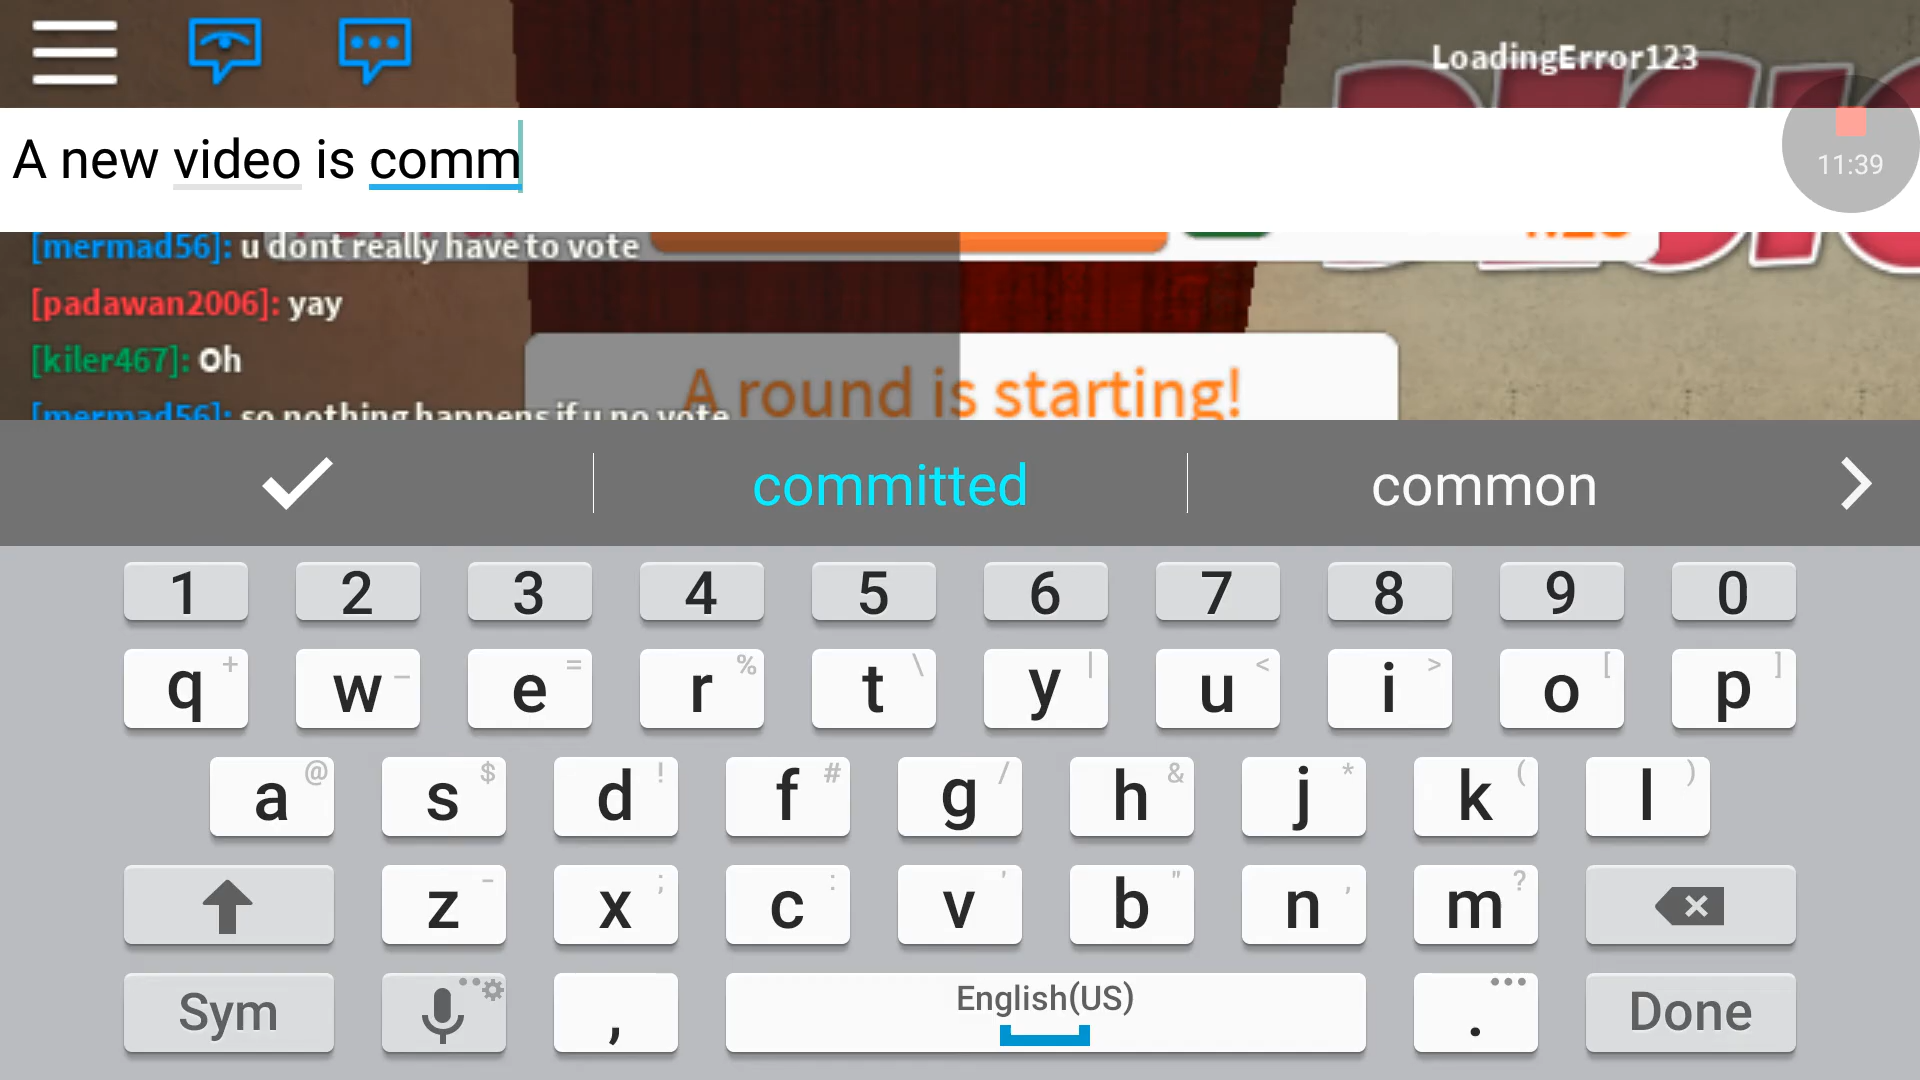 LoadingError123
A new video is comm
11:39
[mermad56]: u dont really have to vote
[padawan2006]: yay
[kiler467]: Oh
[mermad56]: so nothing happens if u no vote
A round is starting!
committed common
1 2 3 4 5 6 7 8 9 0
q + w _ e = r % t \ y | u < i > o [ p ]
a @ s $ d ! f # g / h & j * k ( l )
z - x ; c : v ' b " n , m ?
Sym , English(US) . Done